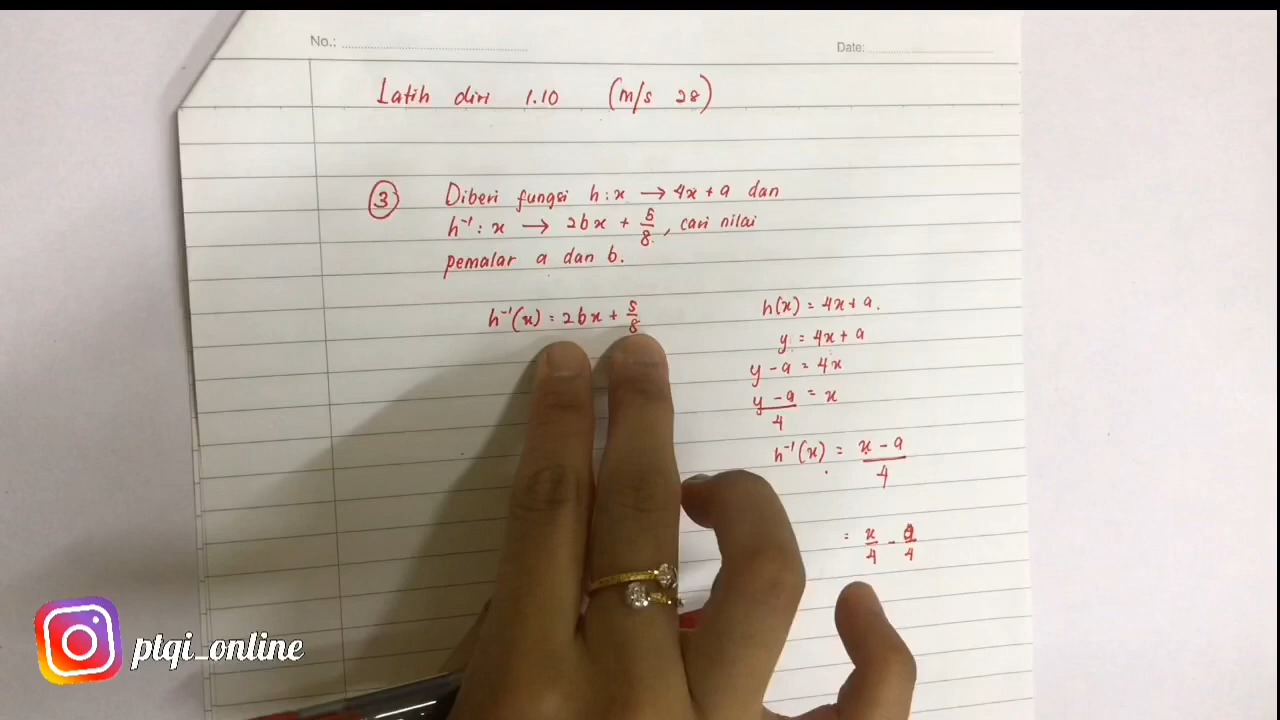 No.: Date:
Latih diri 1.10 (m/s 28)
③ Diberi fungsi h : x → 4x + a dan
h⁻¹ : x → 2bx + 5/8, cari nilai
pemalar a dan b.
h⁻¹(x) = 2bx + 5/8
h(x) = 4x + a.
y = 4x + a
y - a = 4x
y - a / 4 = x
h⁻¹(x) = x - a / 4
= x/4 - a/4
ptqi_online